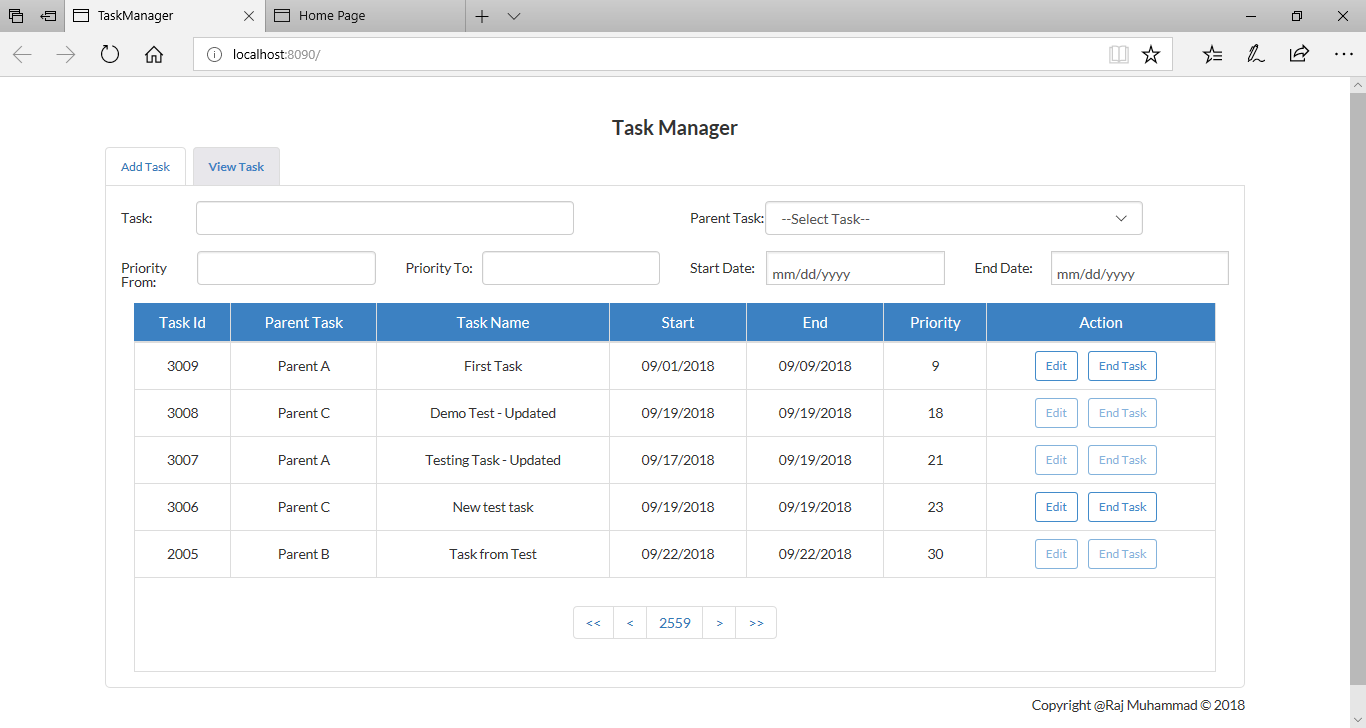 TaskManager Home Page
localhost:8090/
Task Manager
Add Task View Task
Task: Parent Task: --Select Task--
Priority From: Priority To: Start Date: mm/dd/yyyy End Date: mm/dd/yyyy
Task Id Parent Task Task Name Start End Priority Action
3009 Parent A First Task 09/01/2018 09/09/2018 9 Edit End Task
3008 Parent C Demo Test - Updated 09/19/2018 09/19/2018 18 Edit End Task
3007 Parent A Testing Task - Updated 09/17/2018 09/19/2018 21 Edit End Task
3006 Parent C New test task 09/19/2018 09/19/2018 23 Edit End Task
2005 Parent B Task from Test 09/22/2018 09/22/2018 30 Edit End Task
<< < 2559 > >>
Copyright @Raj Muhammad © 2018